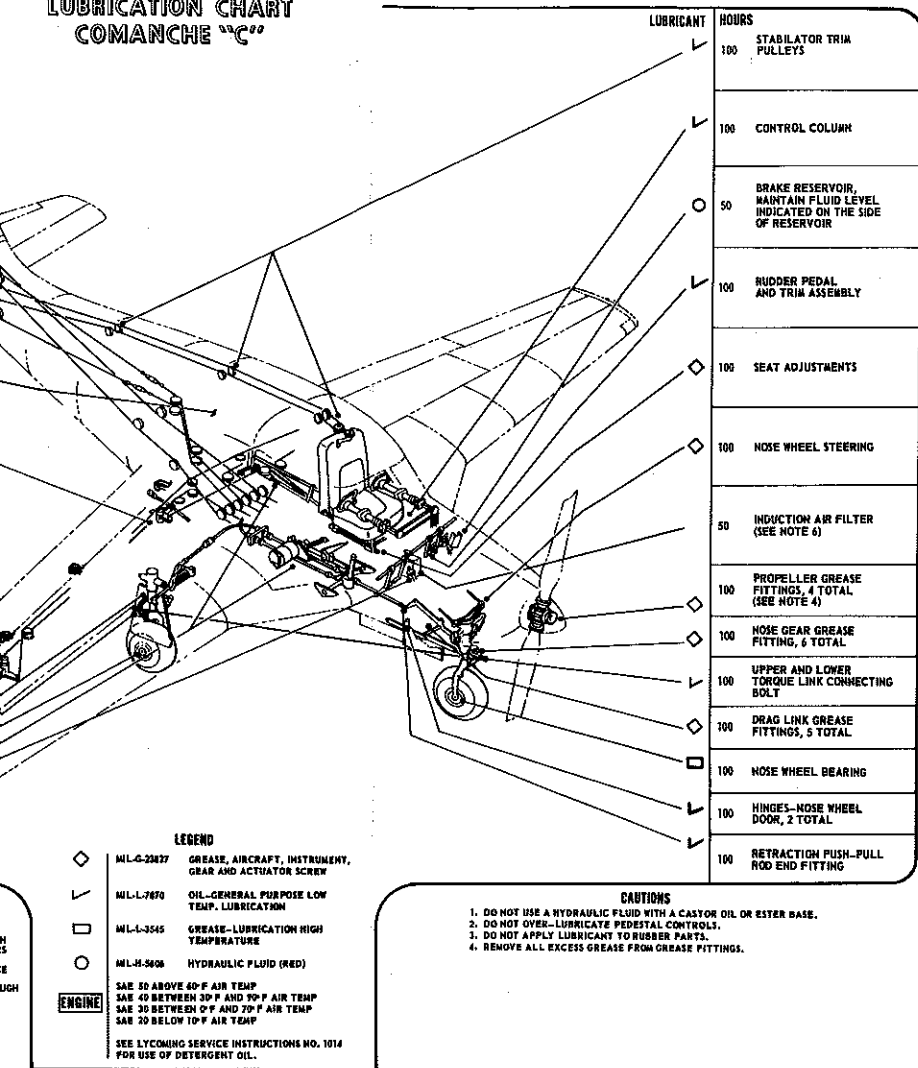 LUBRICATION CHART
COMANCHE "C"
LUBRICANT HOURS
100 STABILATOR TRIM
PULLEYS
100 CONTROL COLUMN
50 BRAKE RESERVOIR,
MAINTAIN FLUID LEVEL
INDICATED ON THE SIDE
OF RESERVOIR
100 RUDDER PEDAL
AND TRIM ASSEMBLY
100 SEAT ADJUSTMENTS
100 NOSE WHEEL STEERING
50 INDUCTION AIR FILTER
(SEE NOTE 6)
100 PROPELLER GREASE
FITTINGS, 4 TOTAL
(SEE NOTE 4)
100 NOSE GEAR GREASE
FITTING, 6 TOTAL
100 UPPER AND LOWER
TORQUE LINK CONNECTING
BOLT
100 DRAG LINK GREASE
FITTINGS, 5 TOTAL
100 NOSE WHEEL BEARING
100 HINGES-NOSE WHEEL
DOOR, 2 TOTAL
100 RETRACTION PUSH-PULL
ROD END FITTING
LEGEND
MIL-G-23827 GREASE, AIRCRAFT, INSTRUMENT,
GEAR AND ACTUATOR SCREW
MIL-L-7870 OIL-GENERAL PURPOSE LOW
TEMP. LUBRICATION
MIL-L-3545 GREASE-LUBRICATION HIGH
TEMPERATURE
MIL-H-5606 HYDRAULIC FLUID (RED)
ENGINE
SAE 50 ABOVE 60°F AIR TEMP
SAE 40 BETWEEN 30°F AND 90°F AIR TEMP
SAE 30 BETWEEN 0°F AND 70°F AIR TEMP
SAE 20 BELOW 10°F AIR TEMP
SEE LYCOMING SERVICE INSTRUCTIONS NO. 1014
FOR USE OF DETERGENT OIL.
CAUTIONS
1. DO NOT USE A HYDRAULIC FLUID WITH A CASTOR OIL OR ESTER BASE.
2. DO NOT OVER-LUBRICATE PEDESTAL CONTROLS.
3. DO NOT APPLY LUBRICANT TO RUBBER PARTS.
4. REMOVE ALL EXCESS GREASE FROM GREASE FITTINGS.